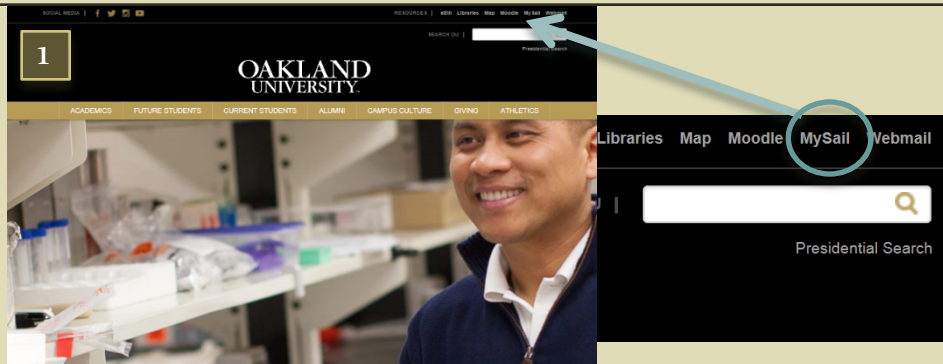 SOCIAL MEDIA |
RESOURCES | eBill Libraries Map Moodle MySail Webmail
SEARCH OU |
Presidential Search
1
OAKLAND
UNIVERSITY
ACADEMICS FUTURE STUDENTS CURRENT STUDENTS ALUMNI CAMPUS CULTURE GIVING ATHLETICS
Libraries Map Moodle MySail Webmail
U |
Presidential Search